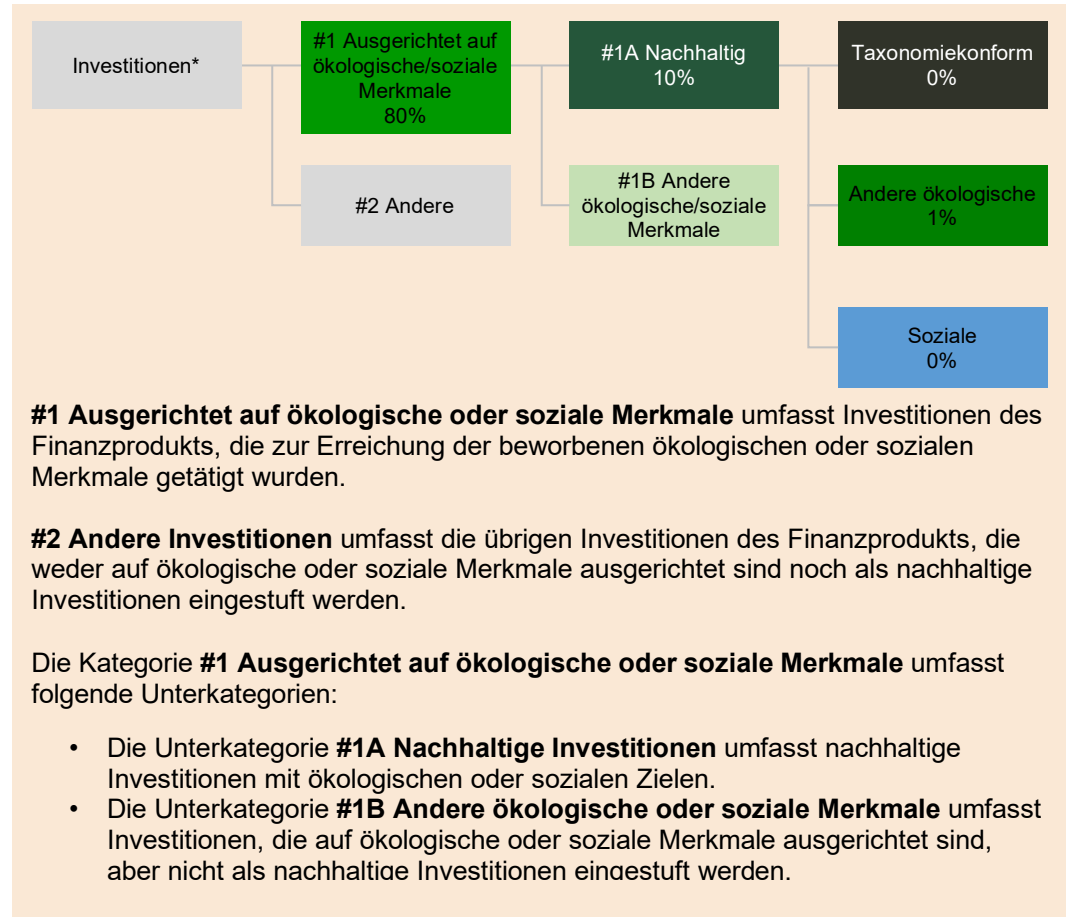 Investitionen*
#1 Ausgerichtet auf
ökologische/soziale
Merkmale
80%
#1A Nachhaltig
10%
Taxonomiekonform
0%
#2 Andere
#1B Andere
ökologische/soziale
Merkmale
Andere ökologische
1%
Soziale
0%
#1 Ausgerichtet auf ökologische oder soziale Merkmale umfasst Investitionen des
Finanzprodukts, die zur Erreichung der beworbenen ökologischen oder sozialen
Merkmale getätigt wurden.
#2 Andere Investitionen umfasst die übrigen Investitionen des Finanzprodukts, die
weder auf ökologische oder soziale Merkmale ausgerichtet sind noch als nachhaltige
Investitionen eingestuft werden.
Die Kategorie #1 Ausgerichtet auf ökologische oder soziale Merkmale umfasst
folgende Unterkategorien:
• Die Unterkategorie #1A Nachhaltige Investitionen umfasst nachhaltige
Investitionen mit ökologischen oder sozialen Zielen.
• Die Unterkategorie #1B Andere ökologische oder soziale Merkmale umfasst
Investitionen, die auf ökologische oder soziale Merkmale ausgerichtet sind,
aber nicht als nachhaltige Investitionen eingestuft werden.